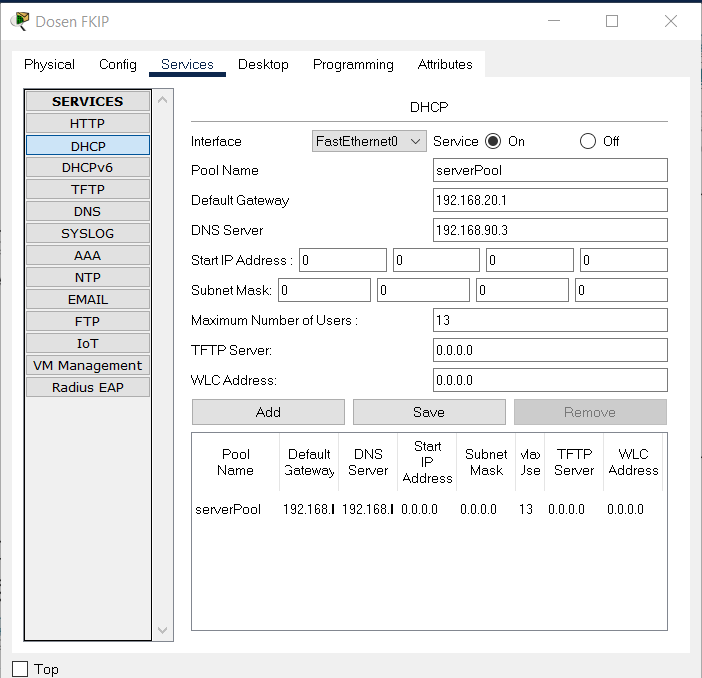 Dosen FKIP
Physical Config Services Desktop Programming Attributes
SERVICES
HTTP
DHCP
DHCPv6
TFTP
DNS
SYSLOG
AAA
NTP
EMAIL
FTP
IoT
VM Management
Radius EAP
DHCP
Interface FastEthernet0 Service On Off
Pool Name serverPool
Default Gateway 192.168.20.1
DNS Server 192.168.90.3
Start IP Address : 0 0 0 0
Subnet Mask: 0 0 0 0
Maximum Number of Users : 13
TFTP Server: 0.0.0.0
WLC Address: 0.0.0.0
Add Save Remove
Pool Name Default Gateway DNS Server Start IP Address Subnet Mask Max User TFTP Server WLC Address
serverPool 192.168. 192.168. 0.0.0.0 0.0.0.0 13 0.0.0.0 0.0.0.0
Top